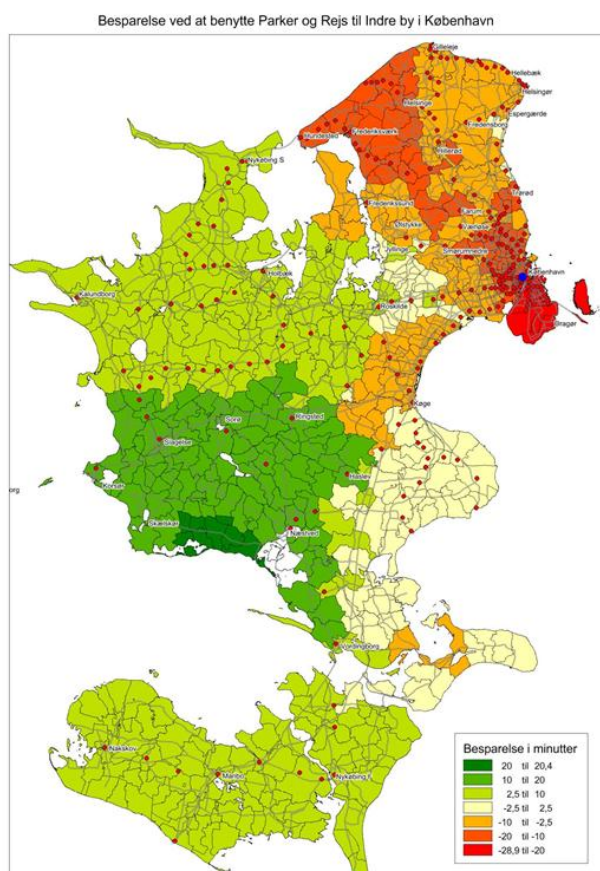 Besparelse ved at benytte Parker og Rejs til Indre by i København
Gilleleje
Hellebæk
Helsingør
Helsinge
Espergærde
Fredensborg
Hundested
Frederiksværk
Hillerød
Nykøbing S
Trørød
Frederikssund
Farum
Ølstykke
Værløse
Jyllinge
Smørumnedre
Holbæk
København
Kalundborg
Roskilde
Dragør
Køge
Sorø
Ringsted
Slagelse
Haslev
Korsør
org
Skælskør
Næstved
Vordingborg
Nakskov
Maribo
Nykøbing F
Besparelse i minutter
20 til 20,4
10 til 20
2,5 til 10
-2,5 til 2,5
-10 til -2,5
-20 til -10
-28,9 til -20